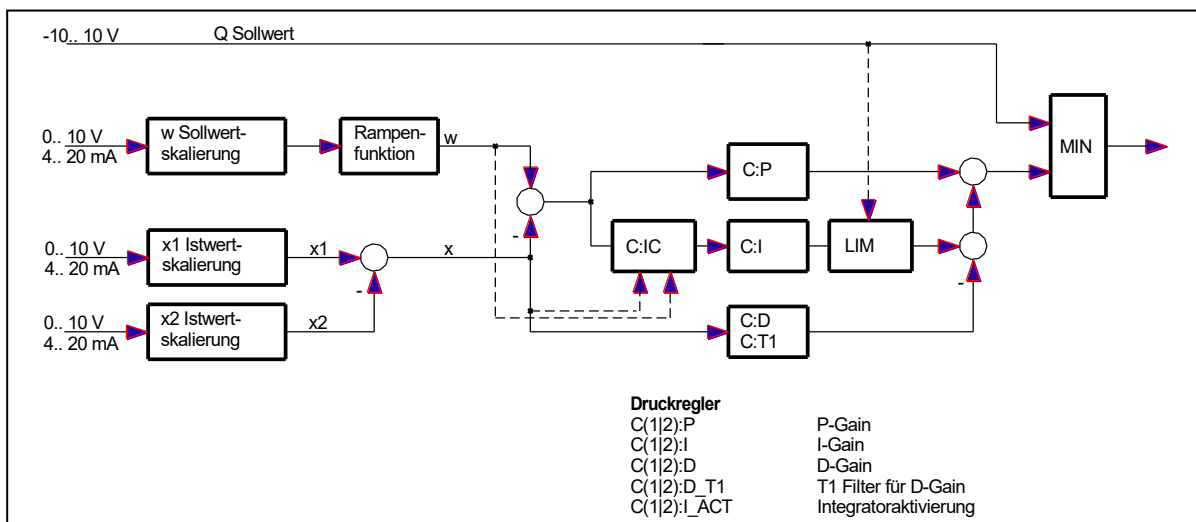 -10.. 10 V Q Sollwert
0.. 10 V
4.. 20 mA
w Sollwert-
skalierung
Rampen-
funktion
w
MIN
C:P
0.. 10 V
4.. 20 mA
x1 Istwert-
skalierung
x1
-
x
-
C:IC
C:I
LIM
-
0.. 10 V
4.. 20 mA
x2 Istwert-
skalierung
x2
C:D
C:T1
Druckregler
C(1|2):P P-Gain
C(1|2):I I-Gain
C(1|2):D D-Gain
C(1|2):D_T1 T1 Filter für D-Gain
C(1|2):I_ACT Integratoraktivierung